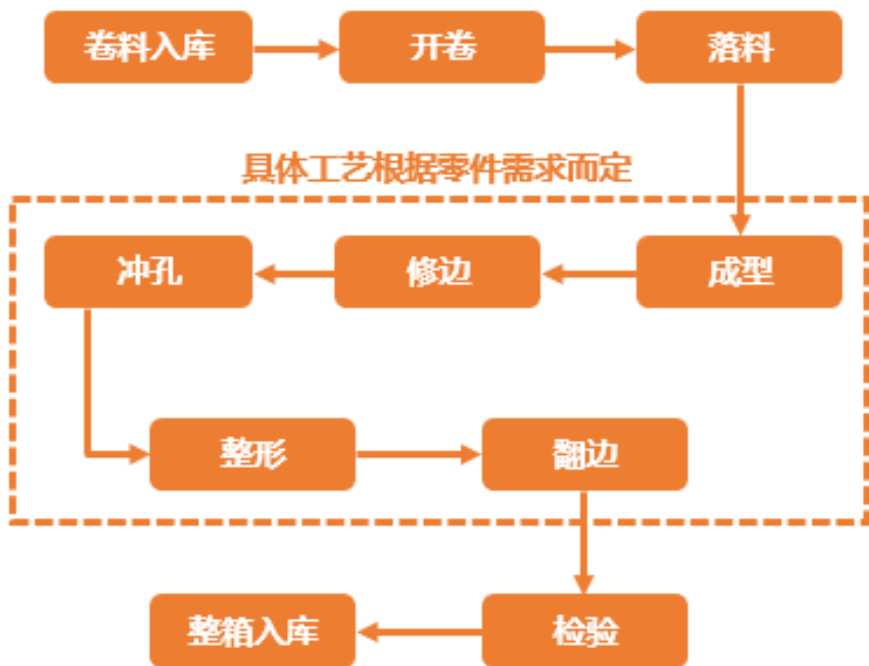 卷料入库
开卷
落料
具体工艺根据零件需求而定
冲孔
修边
成型
整形
翻边
整箱入库
检验